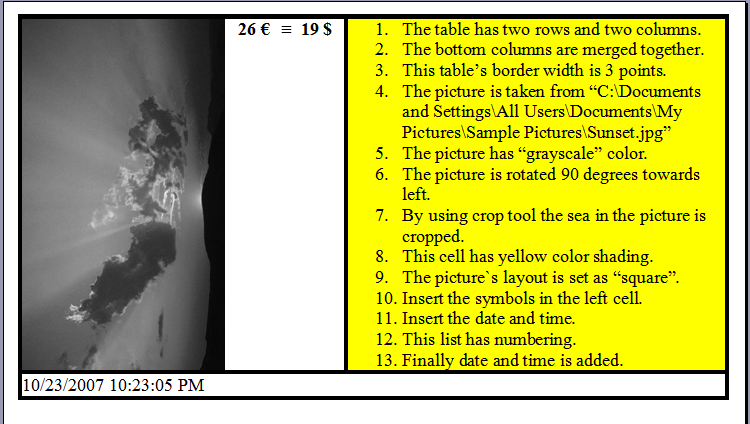 26 € ≡ 19 $
1. The table has two rows and two columns.
2. The bottom columns are merged together.
3. This table’s border width is 3 points.
4. The picture is taken from “C:\Documents
and Settings\All Users\Documents\My
Pictures\Sample Pictures\Sunset.jpg”
5. The picture has “grayscale” color.
6. The picture is rotated 90 degrees towards
left.
7. By using crop tool the sea in the picture is
cropped.
8. This cell has yellow color shading.
9. The picture`s layout is set as “square”.
10. Insert the symbols in the left cell.
11. Insert the date and time.
12. This list has numbering.
13. Finally date and time is added.
10/23/2007 10:23:05 PM